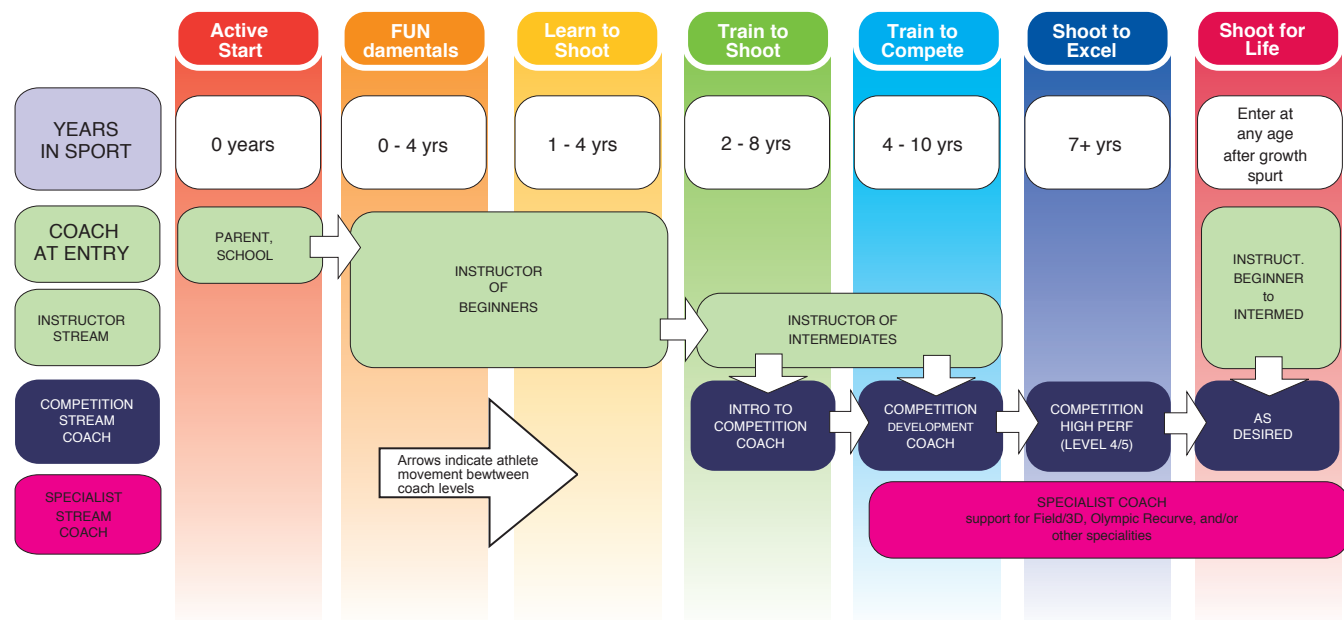 Active
Start
FUN
damentals
Learn to
Shoot
Train to
Shoot
Train to
Compete
Shoot to
Excel
Shoot for
Life
YEARS
IN SPORT
0 years
0 - 4 yrs
1 - 4 yrs
2 - 8 yrs
4 - 10 yrs
7+ yrs
Enter at
any age
after growth
spurt
COACH
AT ENTRY
PARENT,
SCHOOL
INSTRUCTOR
OF
BEGINNERS
INSTRUCT.
BEGINNER
to
INTERMED
INSTRUCTOR
STREAM
INSTRUCTOR OF
INTERMEDIATES
COMPETITION
STREAM
COACH
INTRO TO
COMPETITION
COACH
COMPETITION
DEVELOPMENT
COACH
COMPETITION
HIGH PERF
(LEVEL 4/5)
AS
DESIRED
Arrows indicate athlete
movement bewtween
coach levels
SPECIALIST
STREAM
COACH
SPECIALIST COACH
support for Field/3D, Olympic Recurve, and/or
other specialities